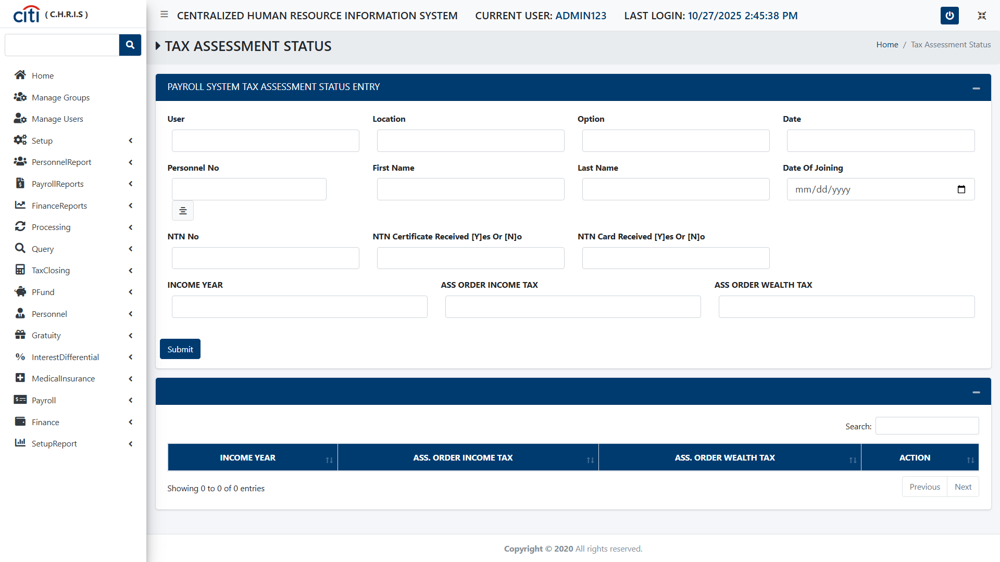 citi ( C.H.R.I.S )
CENTRALIZED HUMAN RESOURCE INFORMATION SYSTEM CURRENT USER: ADMIN123 LAST LOGIN: 10/27/2025 2:45:38 PM
TAX ASSESSMENT STATUS
Home / Tax Assessment Status
Home
Manage Groups
Manage Users
Setup
PersonnelReport
PayrollReports
FinanceReports
Processing
Query
TaxClosing
PFund
Personnel
Gratuity
% InterestDifferential
MedicalInsurance
Payroll
Finance
SetupReport
PAYROLL SYSTEM TAX ASSESSMENT STATUS ENTRY
User Location Option Date
Personnel No First Name Last Name Date Of Joining
mm/dd/yyyy
NTN No NTN Certificate Received [Y]es Or [N]o NTN Card Received [Y]es Or [N]o
INCOME YEAR ASS ORDER INCOME TAX ASS ORDER WEALTH TAX
Submit
Search:
INCOME YEAR ASS. ORDER INCOME TAX ASS. ORDER WEALTH TAX ACTION
Showing 0 to 0 of 0 entries
Previous Next
Copyright © 2020 All rights reserved.